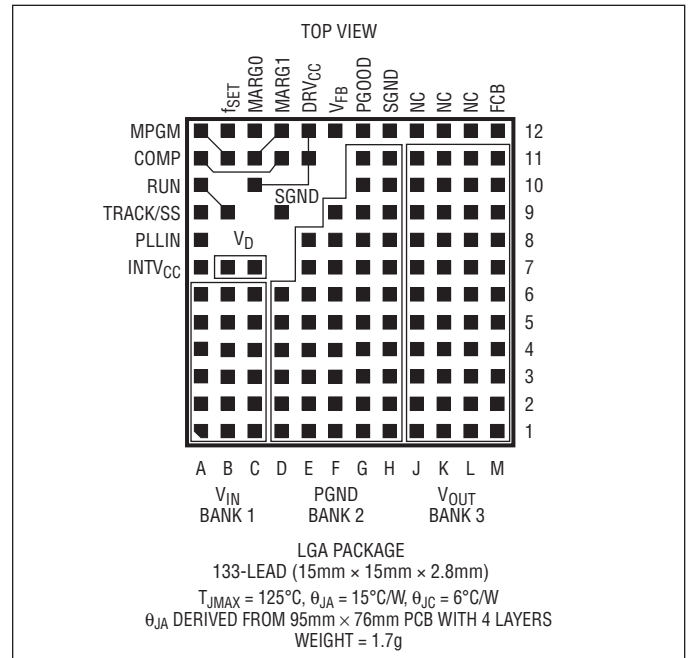 TOP VIEW
fSET
MARG0
MARG1
DRVCC
VFB
PGOOD
SGND
NC
NC
NC
FCB
MPGM
12
COMP
11
RUN
10
SGND
TRACK/SS
9
PLLIN
VD
8
INTVCC
7
6
5
4
3
2
1
A B C D E F G H J K L M
VIN
BANK 1
PGND
BANK 2
VOUT
BANK 3
LGA PACKAGE
133-LEAD (15mm × 15mm × 2.8mm)
TJMAX = 125°C, θJA = 15°C/W, θJC = 6°C/W
θJA DERIVED FROM 95mm × 76mm PCB WITH 4 LAYERS
WEIGHT = 1.7g